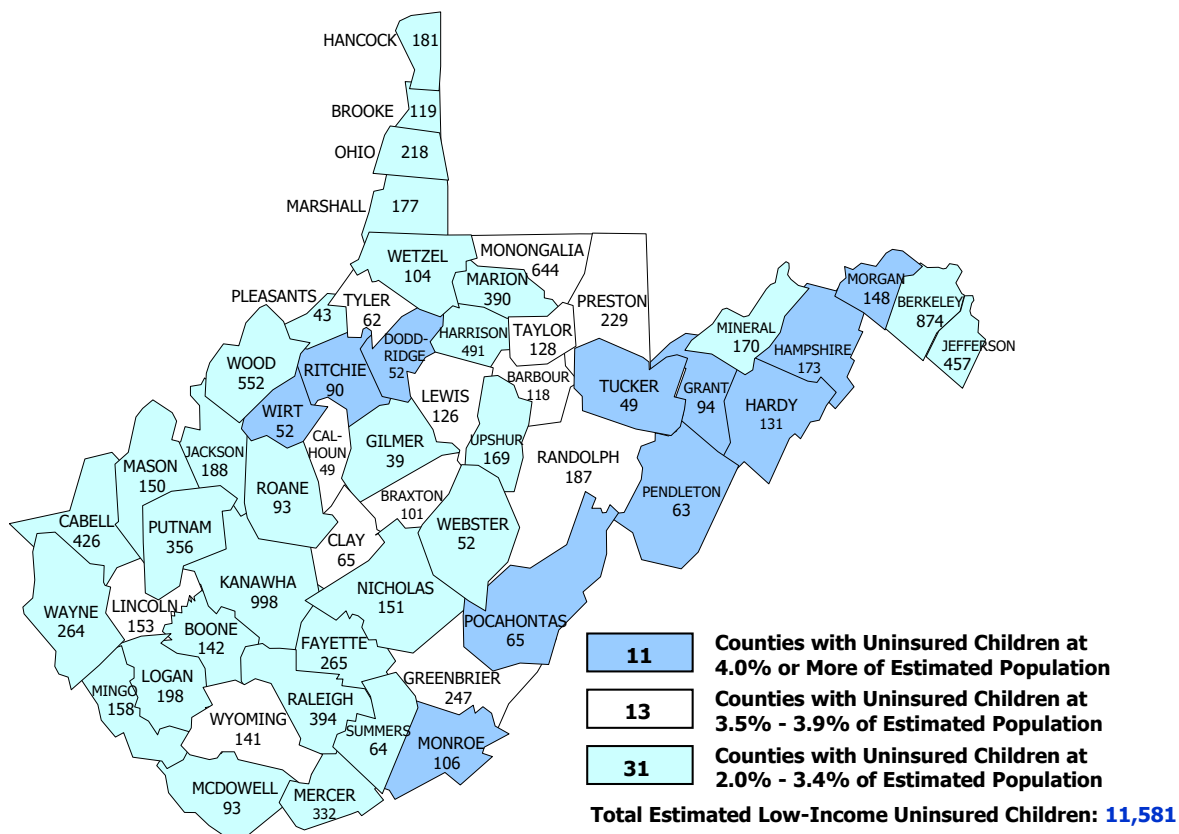 HANCOCK 181
BROOKE 119
OHIO 218
MARSHALL 177
WETZEL
104
MONONGALIA
644
MARION
390
PRESTON
229
PLEASANTS
43
TYLER
62
DODD-
RIDGE
52
HARRISON
491
TAYLOR
128
BARBOUR
118
MINERAL
170
MORGAN
148
BERKELEY
874
JEFFERSON
457
HAMPSHIRE
173
WOOD
552
RITCHIE
90
WIRT
52
LEWIS
126
TUCKER
49
GRANT
94
HARDY
131
CAL-
HOUN
49
GILMER
39
UPSHUR
169
RANDOLPH
187
PENDLETON
63
MASON
150
JACKSON
188
ROANE
93
BRAXTON
101
WEBSTER
52
CABELL
426
PUTNAM
356
CLAY
65
KANAWHA
998
NICHOLAS
151
POCAHONTAS
65
WAYNE
264
LINCOLN
153
BOONE
142
FAYETTE
265
GREENBRIER
247
MINGO
158
LOGAN
198
WYOMING
141
RALEIGH
394
SUMMERS
64
MONROE
106
MCDOWELL
93
MERCER
332
11 Counties with Uninsured Children at
4.0% or More of Estimated Population
13 Counties with Uninsured Children at
3.5% - 3.9% of Estimated Population
31 Counties with Uninsured Children at
2.0% - 3.4% of Estimated Population
Total Estimated Low-Income Uninsured Children: 11,581